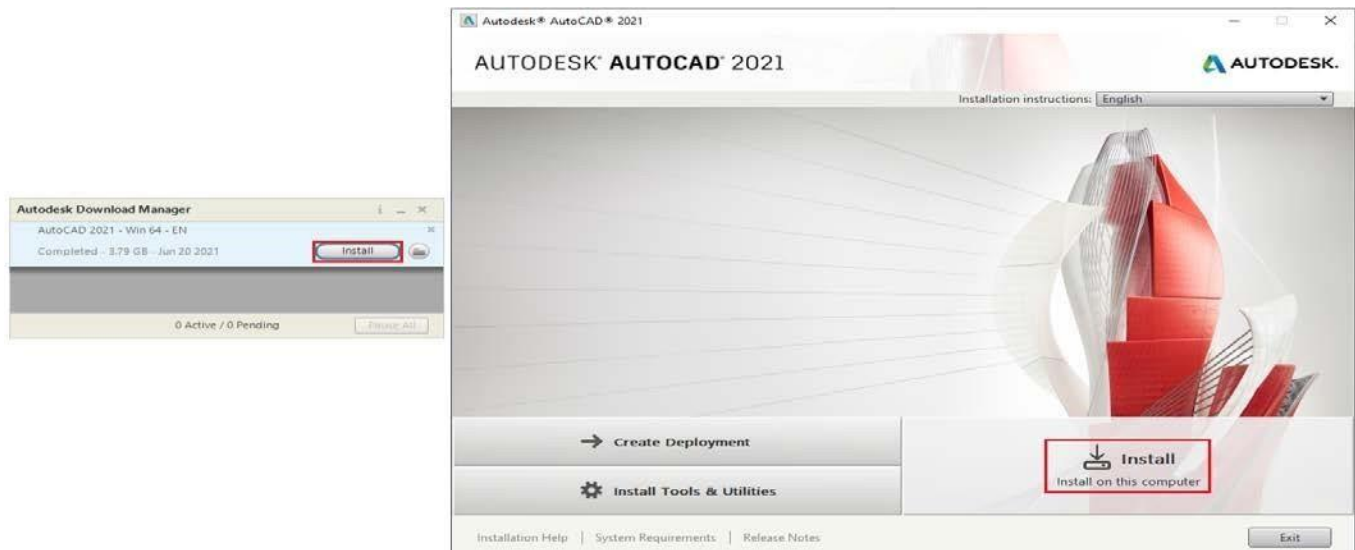 Autodesk Download Manager
AutoCAD 2021 - Win 64 - EN
Completed - 3.79 GB - Jun 20 2021
Install
0 Active / 0 Pending
Pause All
Autodesk® AutoCAD® 2021
AUTODESK® AUTOCAD® 2021
AUTODESK.
Installation instructions: English
Create Deployment
Install Tools & Utilities
Install
Install on this computer
Installation Help | System Requirements | Release Notes
Exit